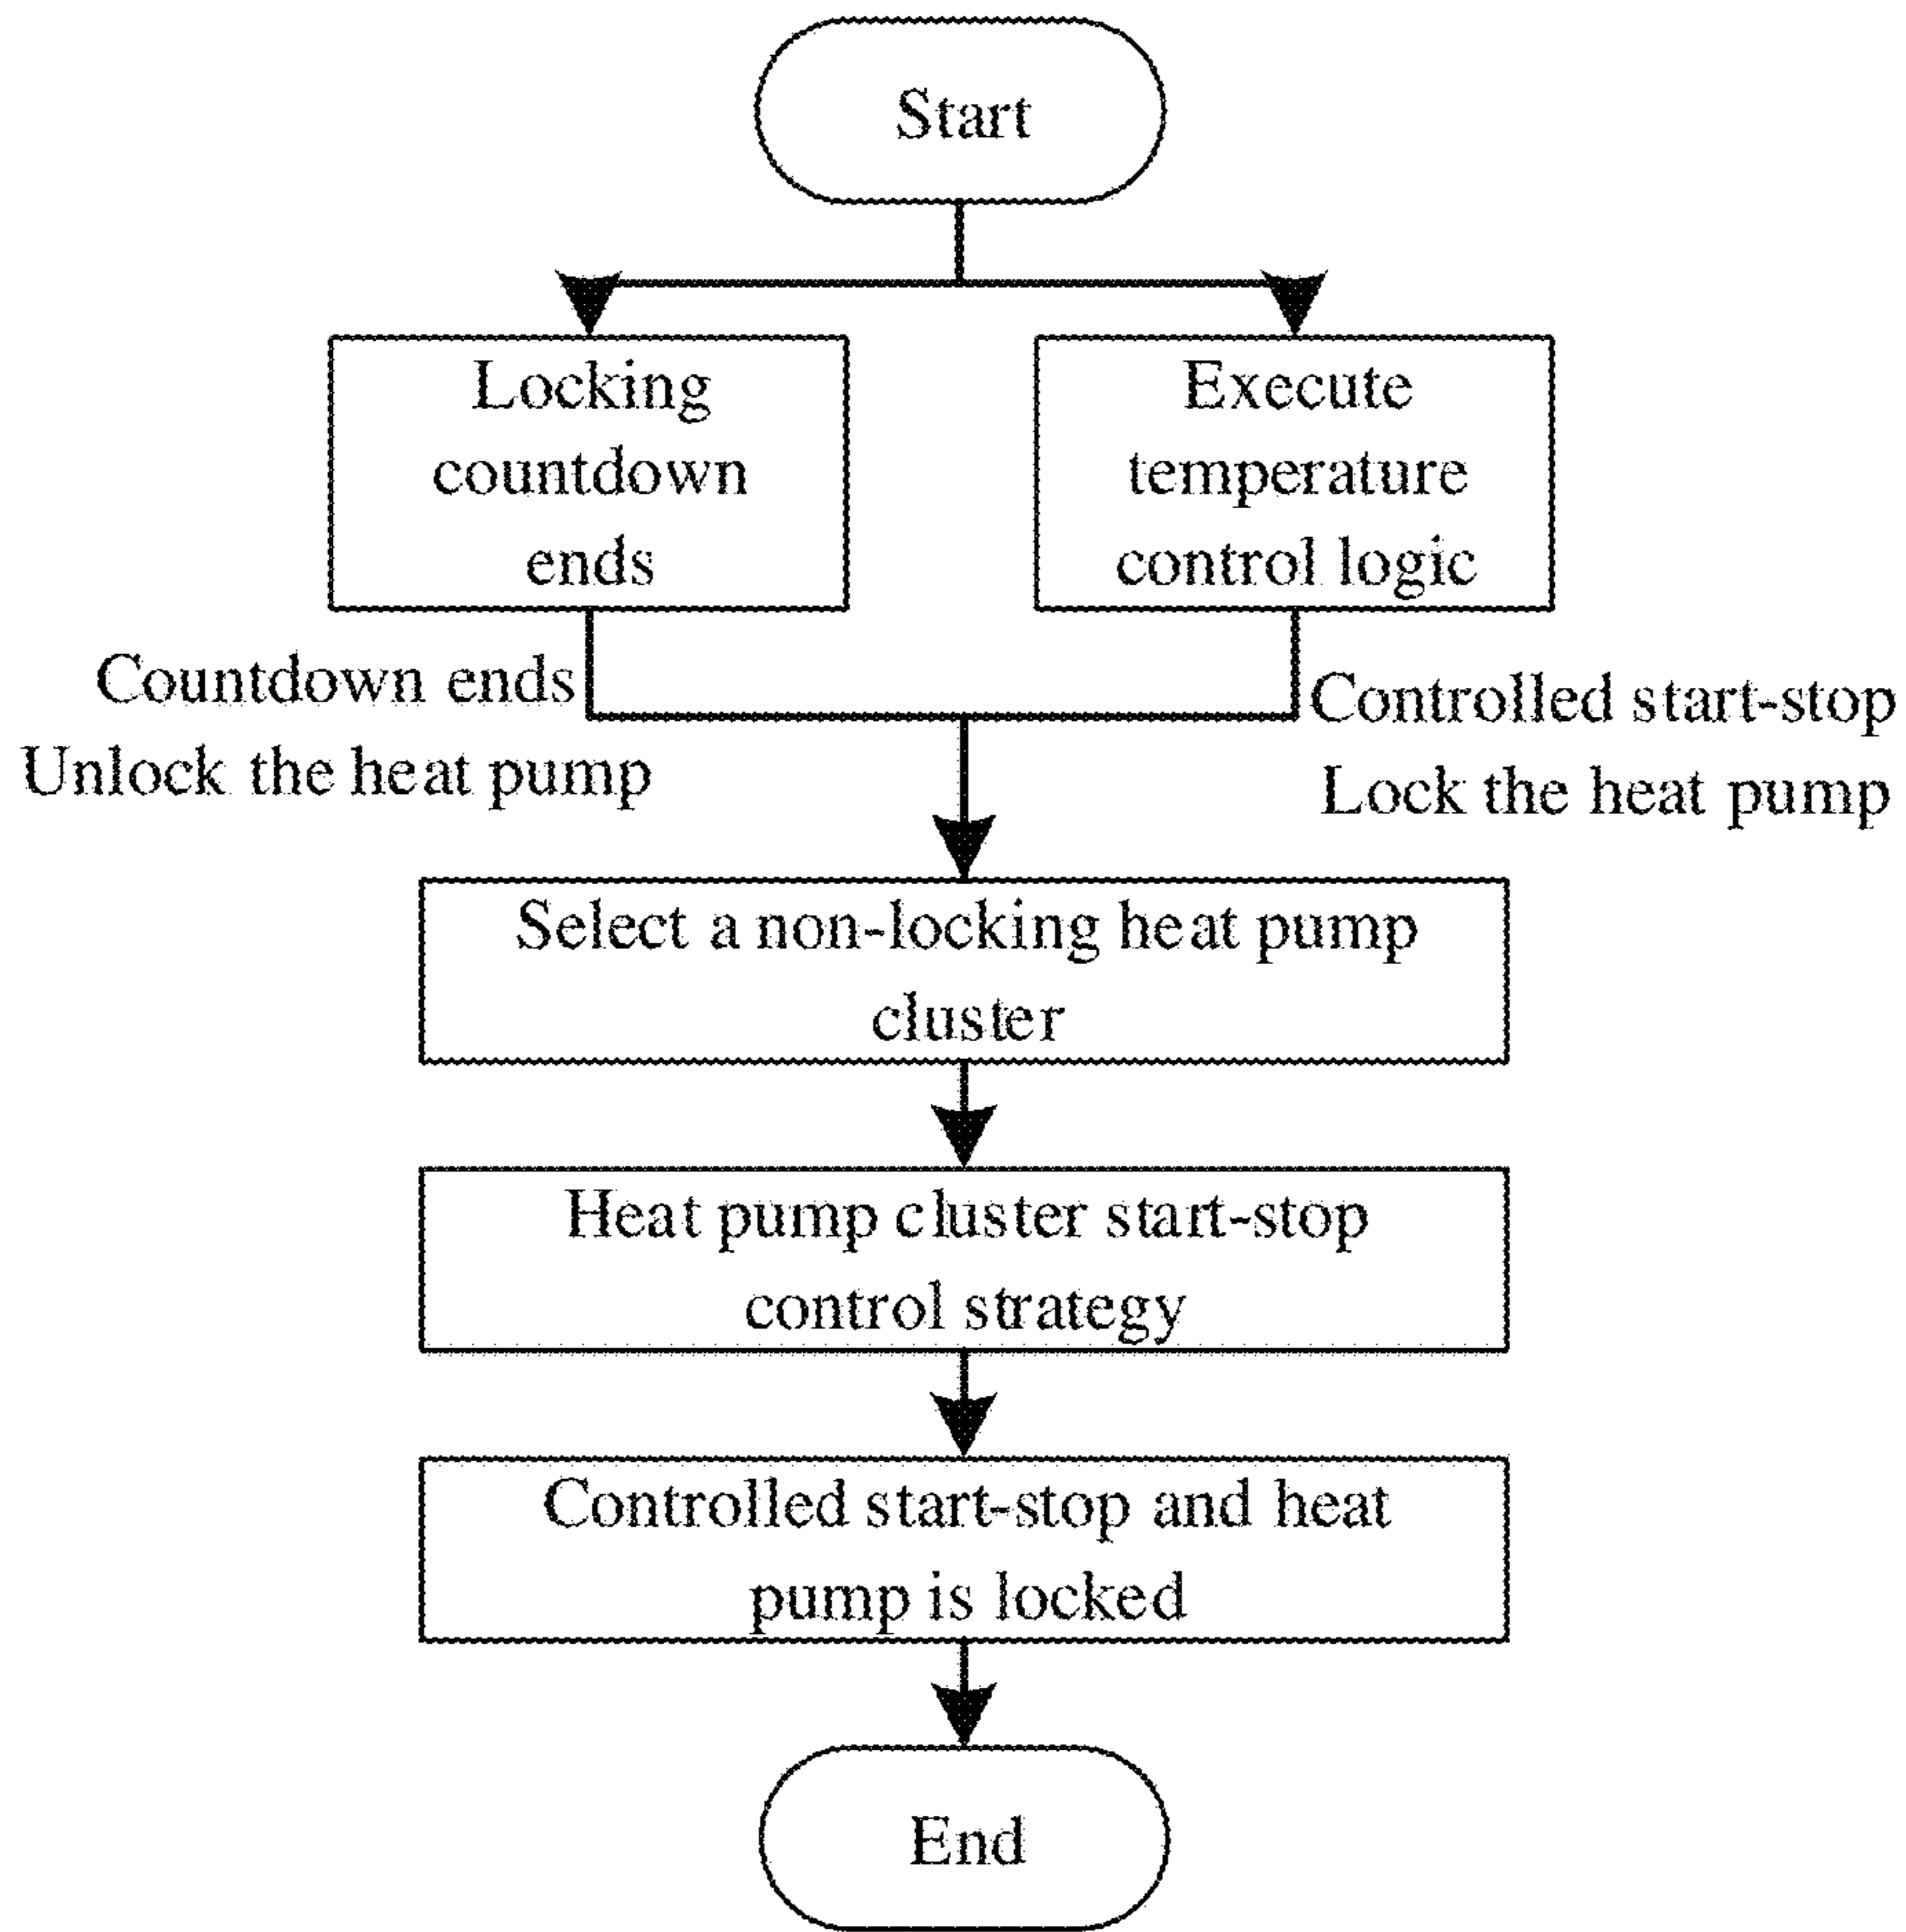 Start
Locking
countdown
ends
Execute
temperature
control logic
Countdown ends
Unlock the heat pump
Controlled start-stop
Lock the heat pump
Select a non-locking heat pump
cluster
Heat pump cluster start-stop
control strategy
Controlled start-stop and heat
pump is locked
End